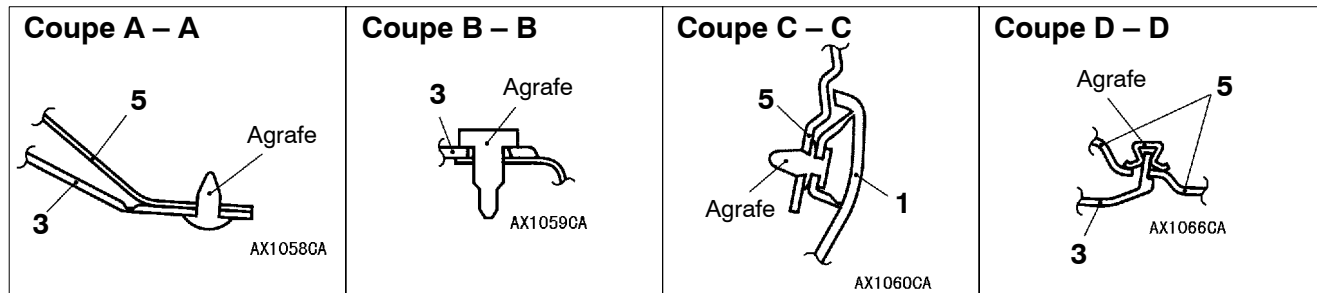 Coupe A – A
5
Agrafe
3
AX1058CA
Coupe B – B
Agrafe
3
AX1059CA
Coupe C – C
5
Agrafe
1
AX1060CA
Coupe D – D
Agrafe
5
AX1066CA
3